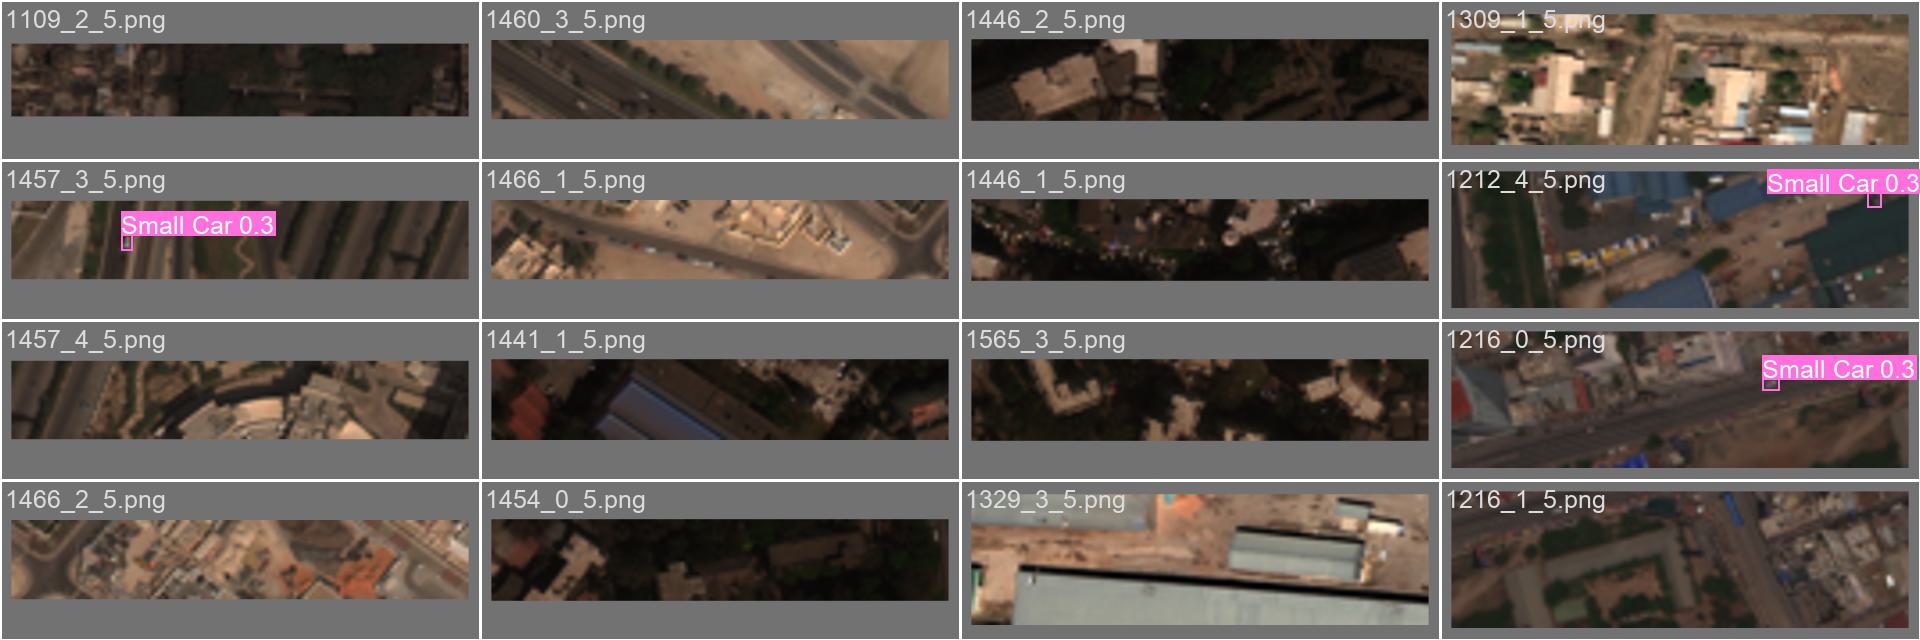 1109_2_5.png
1460_3_5.png
1446_2_5.png
1309_1_5.png
1457_3_5.png
Small Car 0.3
1466_1_5.png
1446_1_5.png
1212_4_5.png
Small Car 0.3
1457_4_5.png
1441_1_5.png
1565_3_5.png
1216_0_5.png
Small Car 0.3
1466_2_5.png
1454_0_5.png
1329_3_5.png
1216_1_5.png